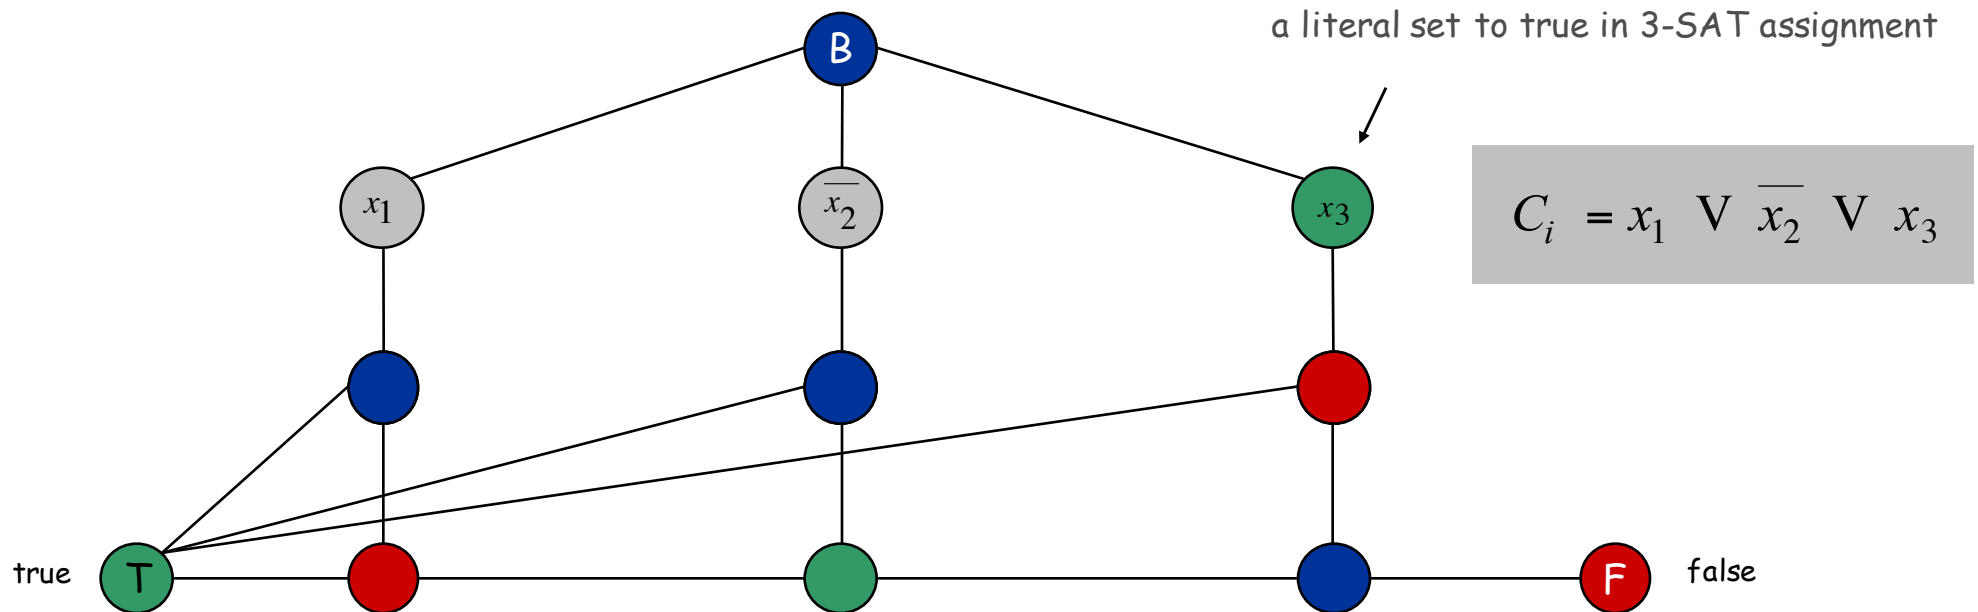 a literal set to true in 3-SAT assignment
B
x₁
x̅₂
x₃
Cᵢ = x₁ V x̅₂ V x₃
true
T
F
false